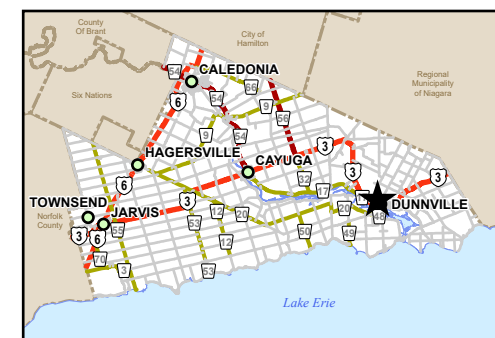 County
Of Brant
City of
Hamilton
54
CALEDONIA
66
Regional
Municipality
of Niagara
Six Nations
6
54
9
56
9
54
3
HAGERSVILLE
CAYUGA
3
3
6
32
17
TOWNSEND
JARVIS
3
12
20
20
48
DUNNVILLE
Norfolk
County
3
6
55
53
12
50
49
70
3
53
Lake Erie